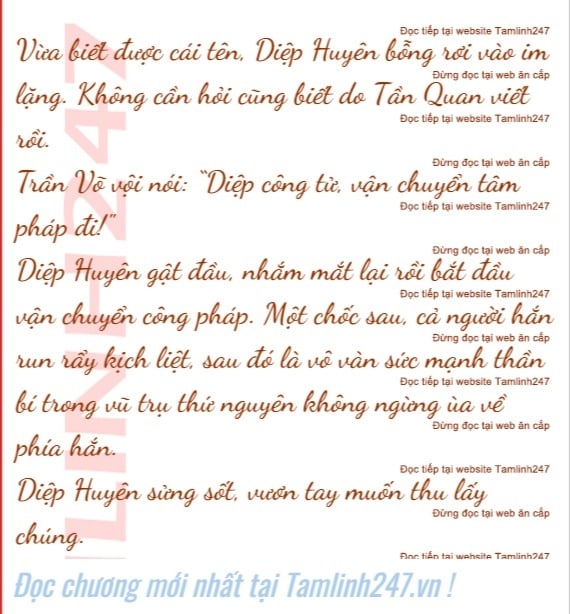 Đọc tiếp tại website Tamlinh247
Vừa biết được cái tên, Diệp Huyên bỗng rơi vào im
Đừng đọc tại web ăn cắp
lặng. Không cần hỏi cũng biết do Tần Quan viết
Đọc tiếp tại website Tamlinh247
rồi.
Đừng đọc tại web ăn cắp
Trần Võ vội nói: “Diệp công tử, vận chuyển tâm
Đọc tiếp tại website Tamlinh247
pháp đi!”
Đừng đọc tại web ăn cắp
Diệp Huyên gật đầu, nhắm mắt lại rồi bắt đầu
Đọc tiếp tại website Tamlinh247
vận chuyển công pháp. Một chốc sau, cả người hắn
Đừng đọc tại web ăn cắp
run rẩy kịch liệt, sau đó là vô vàn sức mạnh thần
Đọc tiếp tại website Tamlinh247
bí trong vũ trụ thứ nguyên không ngừng ùa về
Đừng đọc tại web ăn cắp
phía hắn.
Đọc tiếp tại website Tamlinh247
Diệp Huyên sửng sốt, vươn tay muốn thu lấy
Đừng đọc tại web ăn cắp
chúng.
Đọc tiếp tại website Tamlinh247
LINH247
Đọc chương mới nhất tại Tamlinh247.vn !